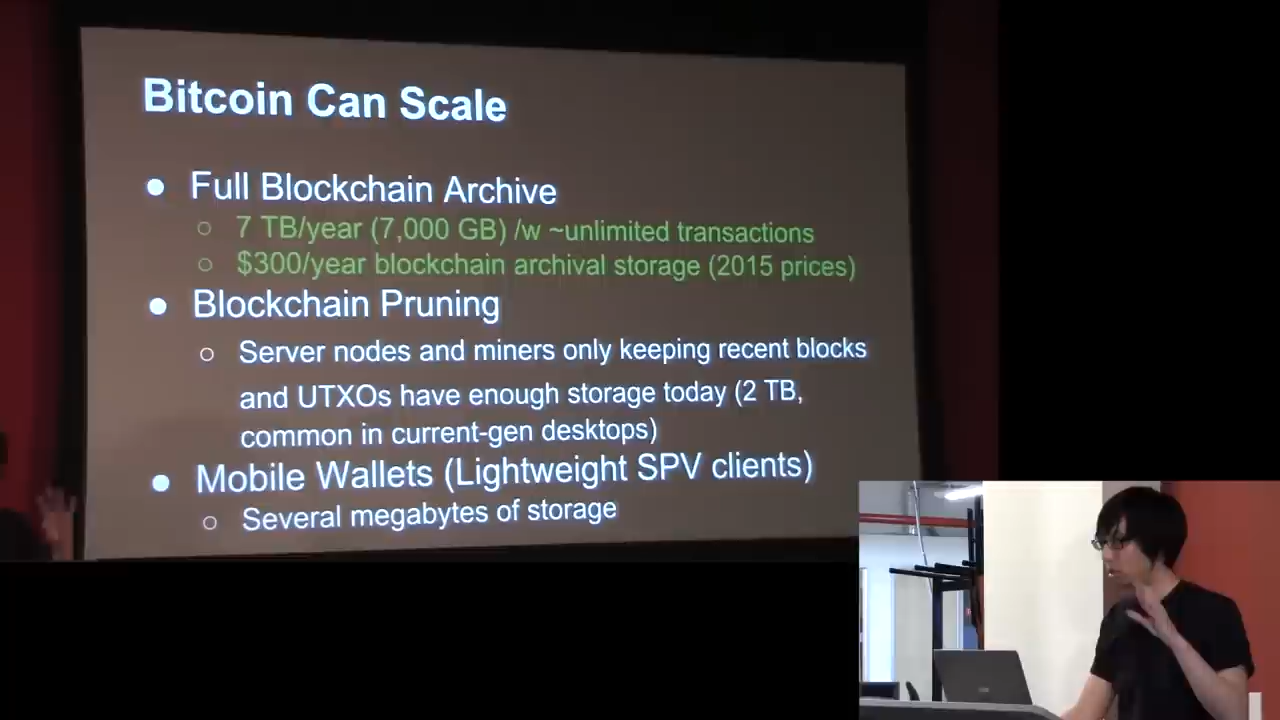 Bitcoin Can Scale
● Full Blockchain Archive
○ 7 TB/year (7,000 GB) /w ~unlimited transactions
○ $300/year blockchain archival storage (2015 prices)
● Blockchain Pruning
○ Server nodes and miners only keeping recent blocks
and UTXOs have enough storage today (2 TB,
common in current-gen desktops)
● Mobile Wallets (Lightweight SPV clients)
○ Several megabytes of storage